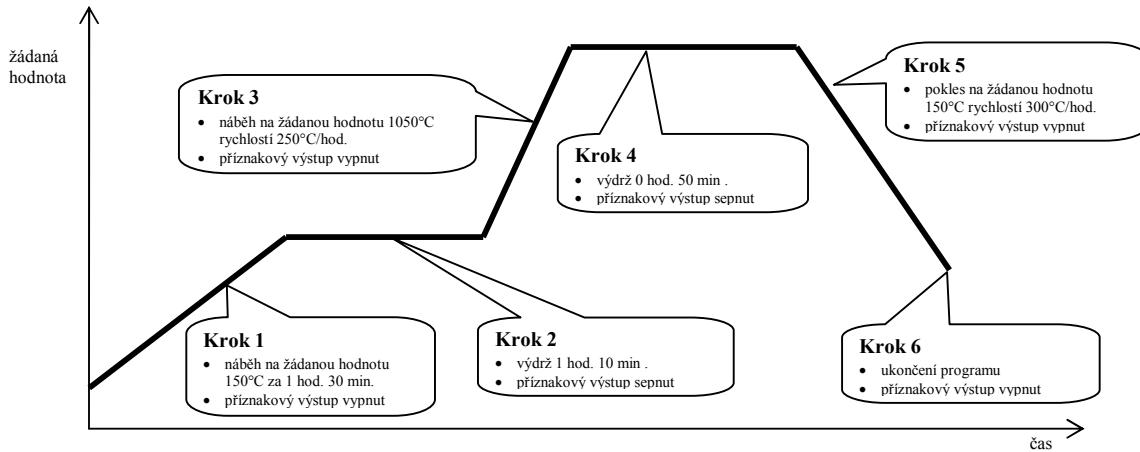 žádaná
hodnota
Krok 3
• náběh na žádanou hodnotu 1050°C
rychlostí 250°C/hod.
• příznakový výstup vypnut
Krok 5
• pokles na žádanou hodnotu
150°C rychlostí 300°C/hod.
• příznakový výstup vypnut
Krok 4
• výdrž 0 hod. 50 min .
• příznakový výstup sepnut
Krok 1
• náběh na žádanou hodnotu
150°C za 1 hod. 30 min.
• příznakový výstup vypnut
Krok 2
• výdrž 1 hod. 10 min .
• příznakový výstup sepnut
Krok 6
• ukončení programu
• příznakový výstup vypnut
čas